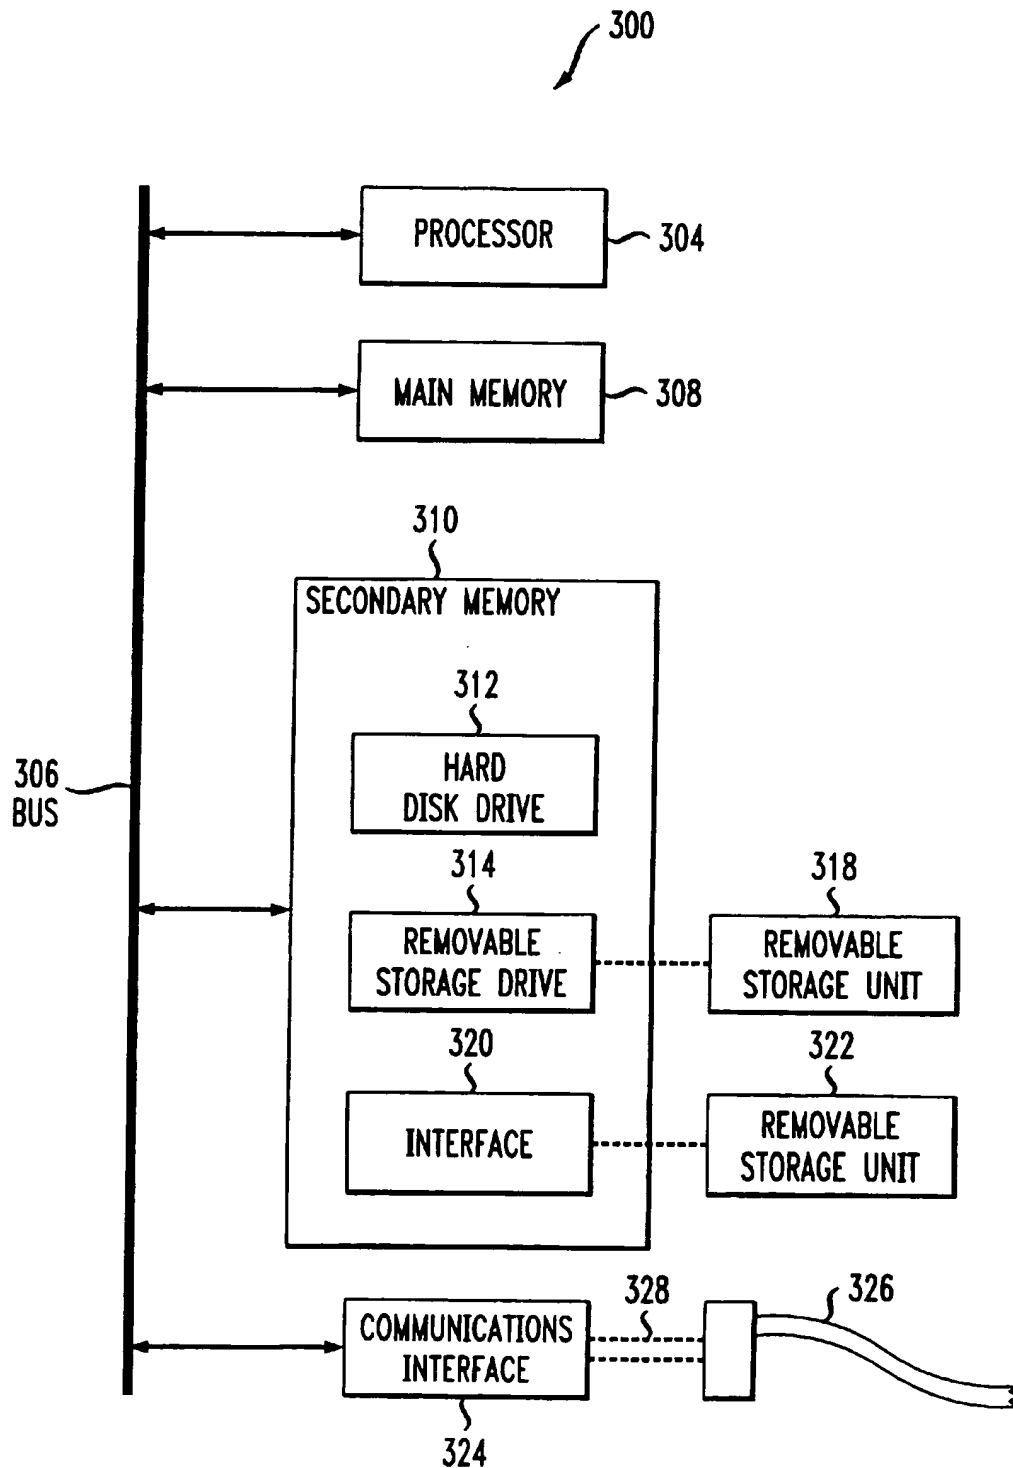 300
PROCESSOR
304
MAIN MEMORY
308
310
SECONDARY MEMORY
312
HARD
DISK DRIVE
306
BUS
314
REMOVABLE
STORAGE DRIVE
318
REMOVABLE
STORAGE UNIT
320
INTERFACE
322
REMOVABLE
STORAGE UNIT
COMMUNICATIONS
INTERFACE
324
328
326